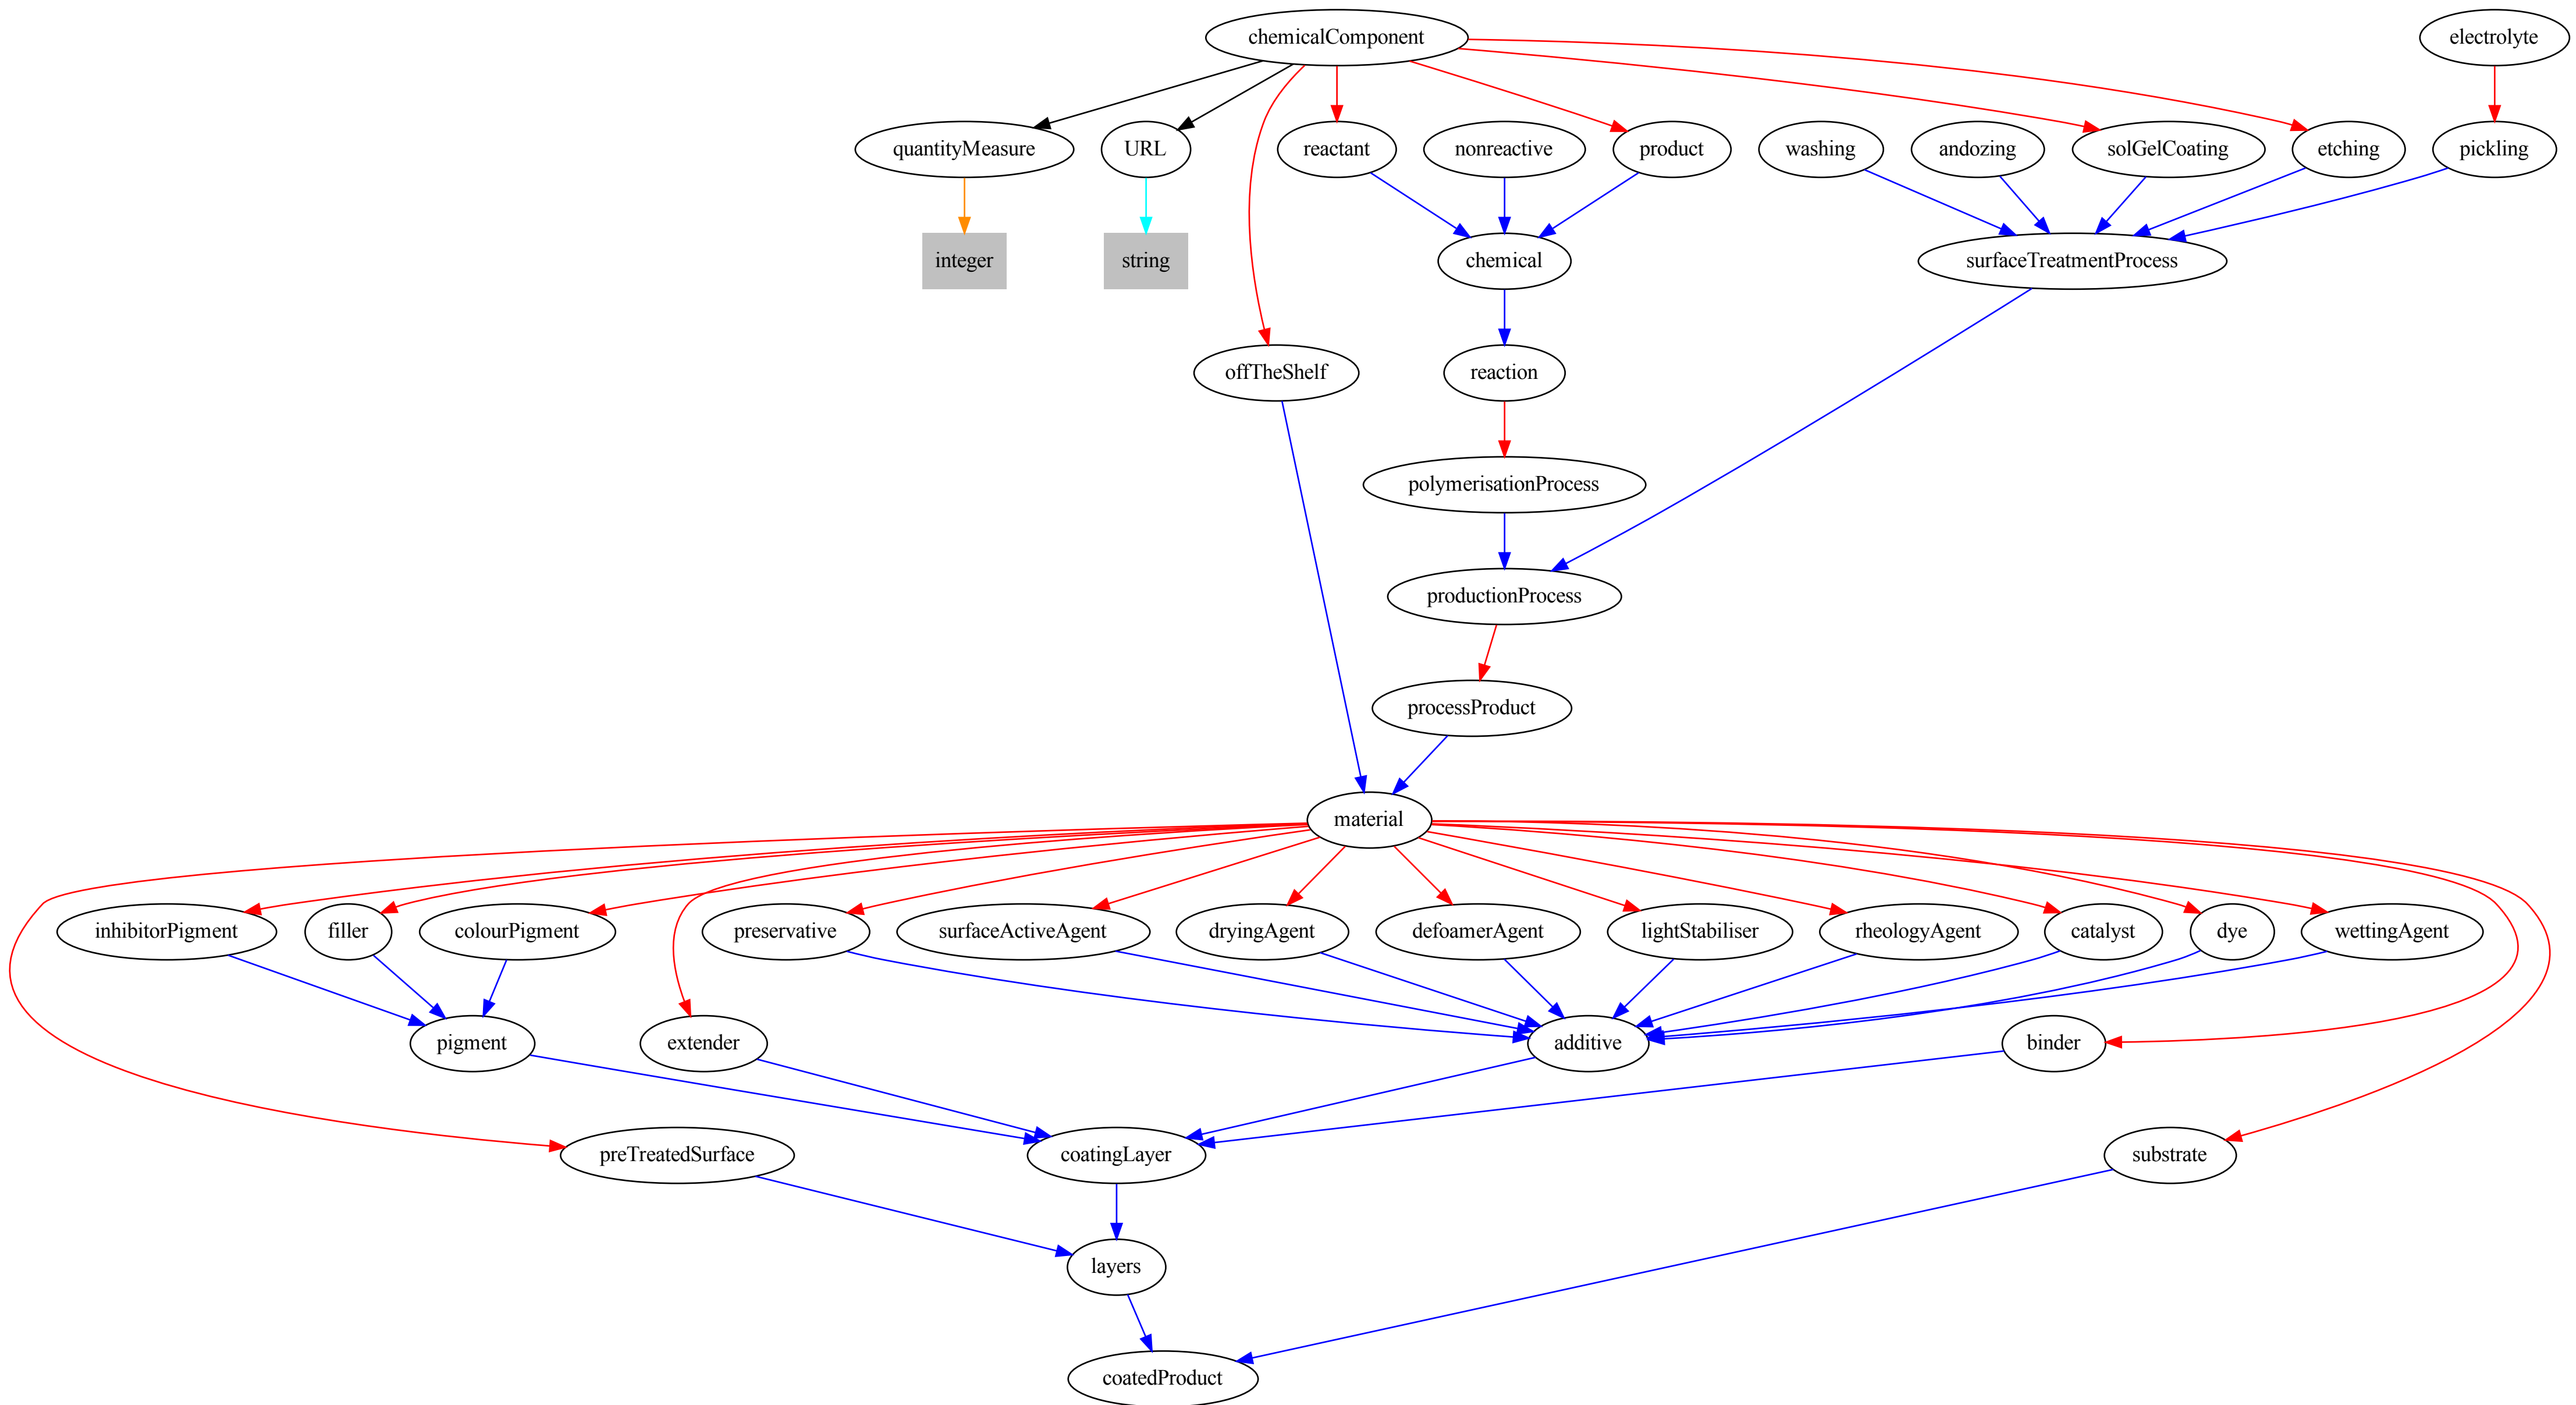 chemicalComponent
electrolyte
quantityMeasure
URL
reactant
nonreactive
product
washing
andozing
solGelCoating
etching
pickling
integer
string
chemical
surfaceTreatmentProcess
offTheShelf
reaction
polymerisationProcess
productionProcess
processProduct
material
inhibitorPigment
filler
colourPigment
preservative
surfaceActiveAgent
dryingAgent
defoamerAgent
lightStabiliser
rheologyAgent
catalyst
dye
wettingAgent
pigment
extender
additive
binder
preTreatedSurface
coatingLayer
substrate
layers
coatedProduct